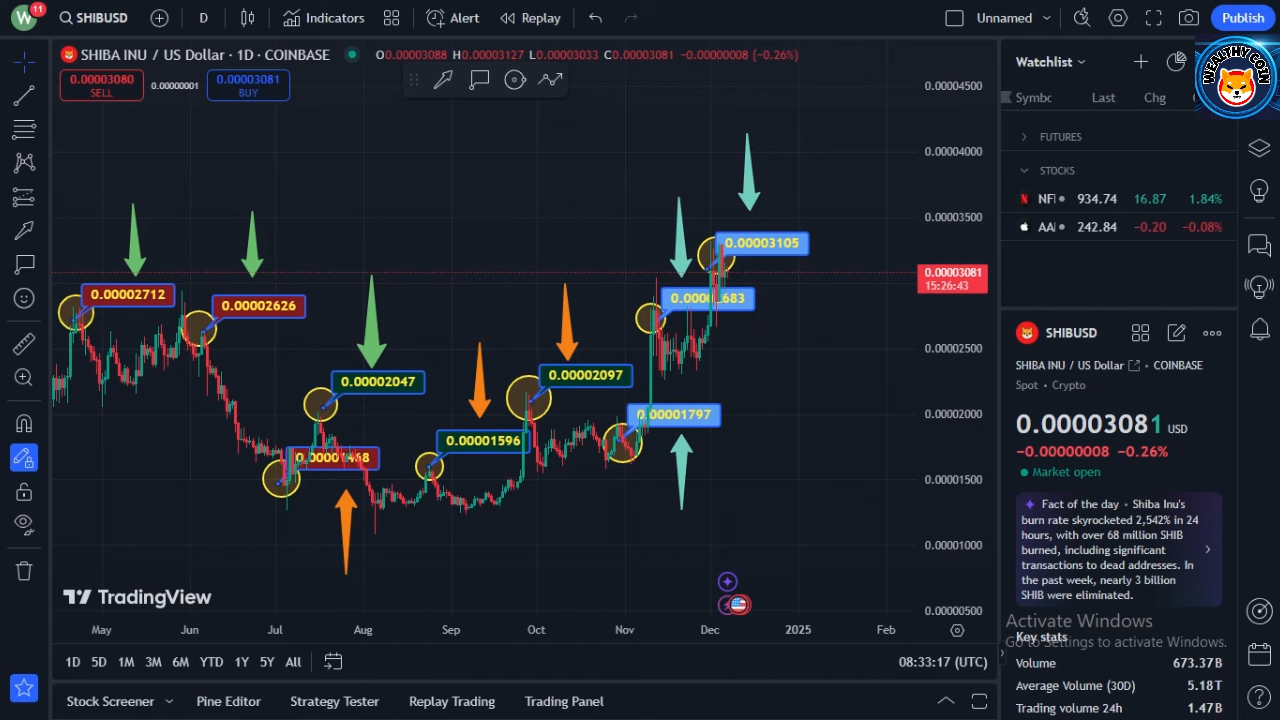 W
11
SHIBUSD
D
Indicators
Alert
Replay
Unnamed
Publish
SHIBA INU / US Dollar · 1D · COINBASE
O0.00003088 H0.00003127 L0.00003033 C0.00003081 −0.00000008 (−0.26%)
0.00003080
SELL
0.00000001
0.00003081
BUY
WEALTHY COIN
Watchlist
Symbc Last Chg
FUTURES
STOCKS
NFI 934.74 16.87 1.84%
AAI 242.84 −0.20 −0.08%
0.00004500
0.00004000
0.00003500
0.00003081
15:26:43
0.00002500
0.00002000
0.00001500
0.00001000
0.00000500
0.00003105
0.00002712
0.00002626
0.00002047
0.00002097
0.00001797
0.00001596
TradingView
May Jun Jul Aug Sep Oct Nov Dec 2025 Feb
1D 5D 1M 3M 6M YTD 1Y 5Y All
08:33:17 (UTC)
Stock Screener Pine Editor Strategy Tester Replay Trading Trading Panel
SHIBUSD
SHIBA INU / US Dollar • COINBASE
Spot • Crypto
0.00003081 USD
−0.00000008 −0.26%
Market open
Fact of the day • Shiba Inu's
burn rate skyrocketed 2,542% in 24
hours, with over 68 million SHIB
burned, including significant
transactions to dead addresses. In
the past week, nearly 3 billion
SHIB were eliminated.
Activate Windows
Go to Settings to activate Windows.
Key stats
Volume 673.37B
Average Volume (30D) 5.18T
Trading volume 24h 1.47B